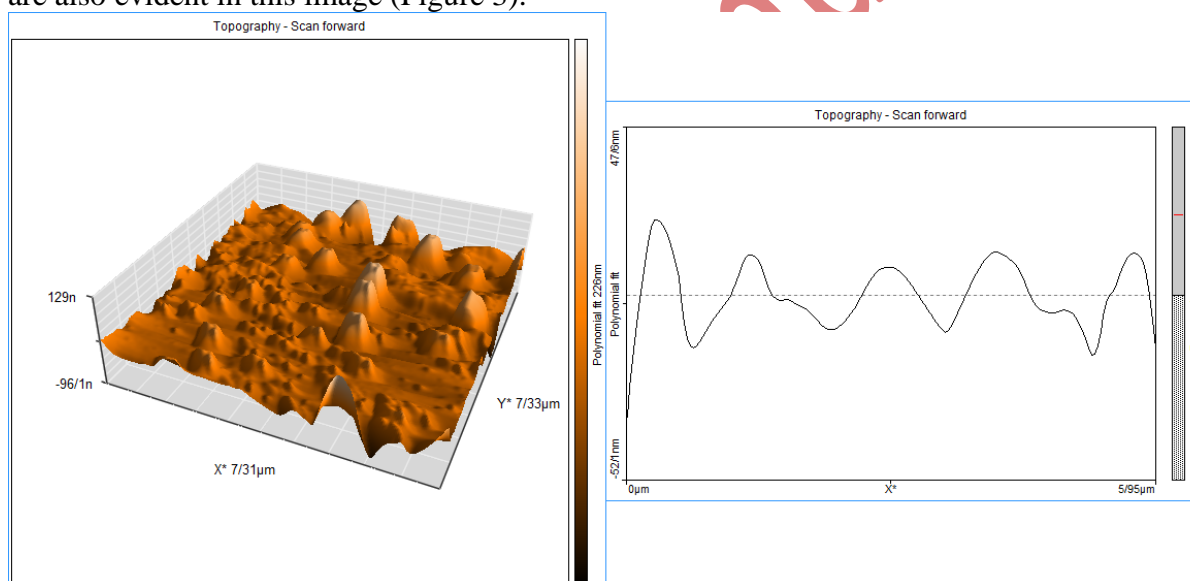 are also evident in this image (Figure 3).
Topography - Scan forward
129n
-96/1n
X* 7/31µm
Y* 7/33µm
Polynomial fit 226nm
Topography - Scan forward
47/6nm
Polynomial fit
-52/1nm
0µm
X*
5/95µm